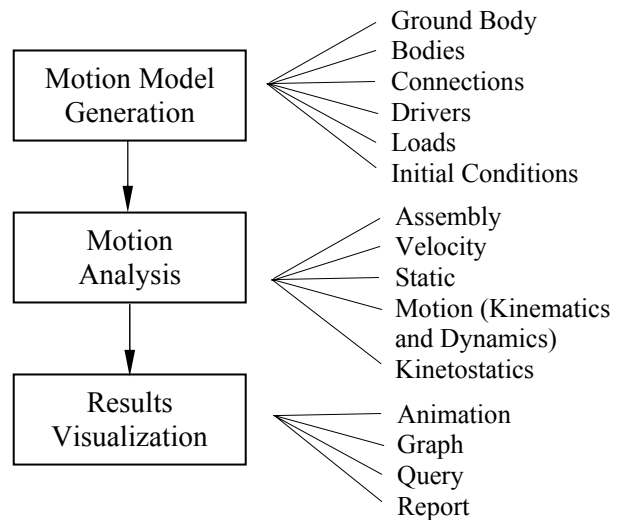 Motion Model
Generation
Ground Body
Bodies
Connections
Drivers
Loads
Initial Conditions
Motion
Analysis
Assembly
Velocity
Static
Motion (Kinematics
and Dynamics)
Kinetostatics
Results
Visualization
Animation
Graph
Query
Report